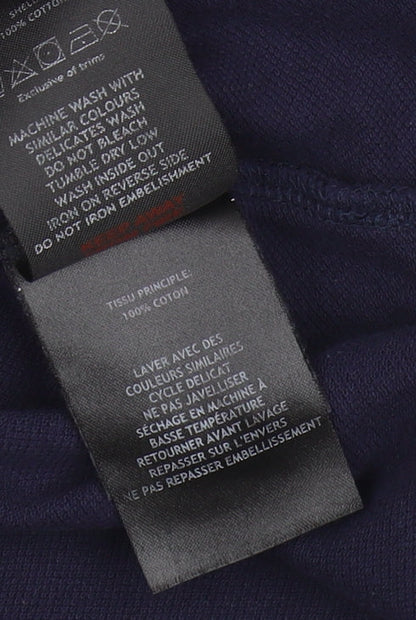 SHELL
100% COTTON
Exclusive of trims
MACHINE WASH WITH
SIMILAR COLOURS
DELICATES WASH
DO NOT BLEACH
TUMBLE DRY LOW
WASH INSIDE OUT
IRON ON REVERSE SIDE
DO NOT IRON EMBELISHMENT
TISSU PRINCIPLE:
100% COTON
LAVER AVEC DES
COULEURS SIMILAIRES
CYCLE DELICAT
NE PAS JAVELLISER
SÉCHAGE EN MACHINE À
BASSE TEMPÉRATURE
RETOURNER AVANT LAVAGE
REPASSER SUR L'ENVERS
NE PAS REPASSER EMBELLISSEMENT